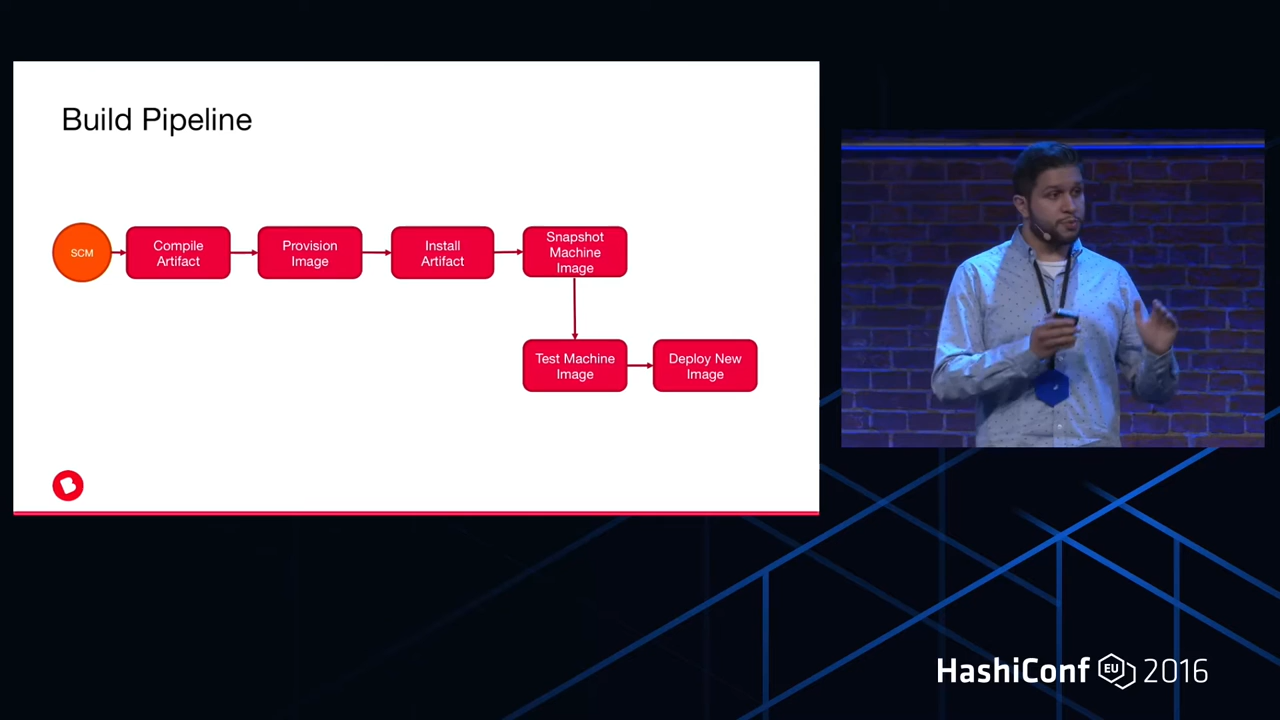 Build Pipeline
SCM
Compile
Artifact
Provision
Image
Install
Artifact
Snapshot
Machine
Image
Test Machine
Image
Deploy New
Image
HashiConf EU 2016